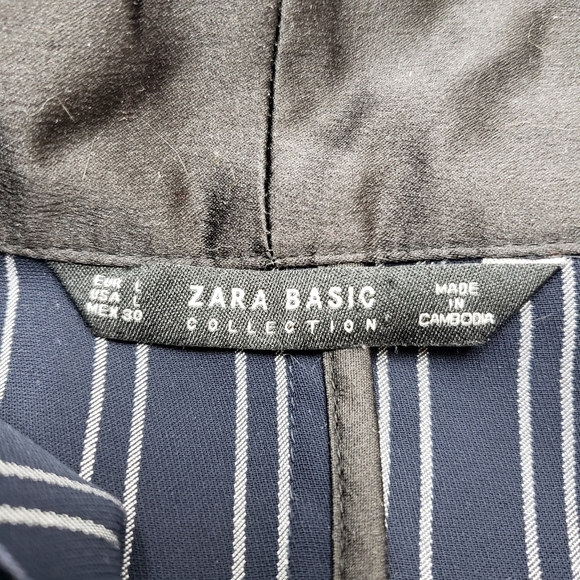 EUR L
USA L
MEX 30
ZARA BASIC
COLLECTION
MADE
IN
CAMBODIA